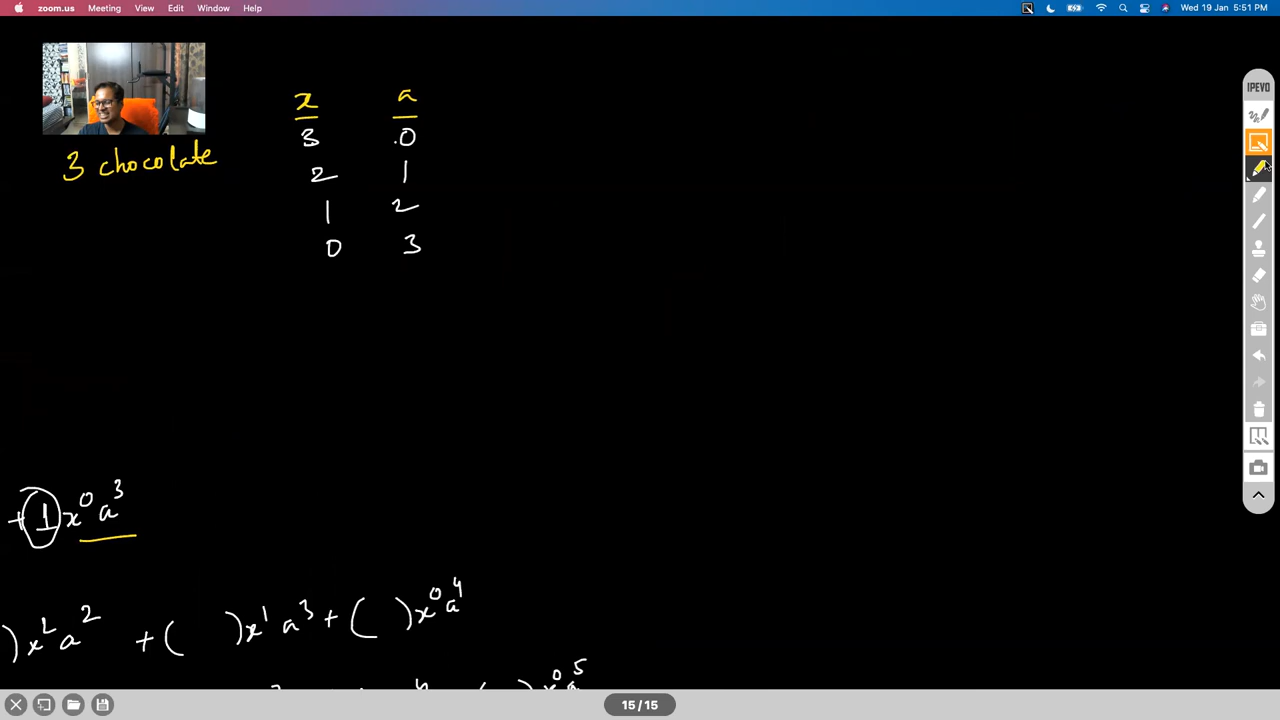 zoom.us Meeting View Edit Window Help Wed 19 Jan 5:51 PM
IPEVO
3 chocolate
x a
3 .0
2 1
1 2
0 3
+ 1 x⁰a³
)x²a² + ( )x¹a³ + ( )x⁰a⁴
( )x⁰a⁵
15 / 15